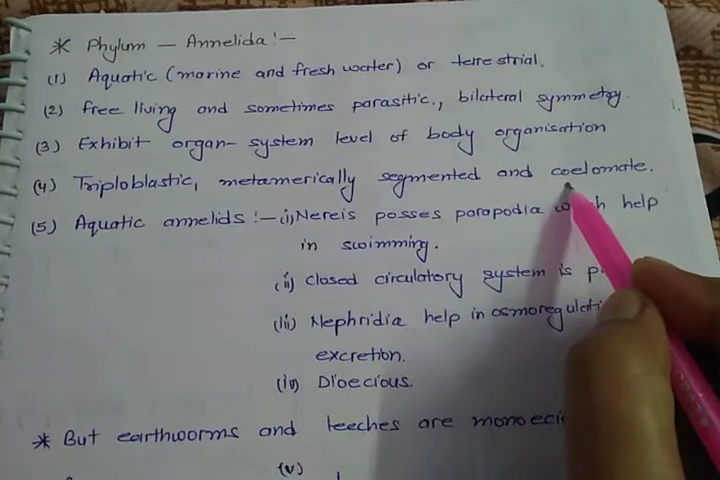 * Phylum - Annelida :-
(1) Aquatic (marine and fresh water) or terrestrial.
(2) free living and sometimes parasitic., bilateral symmetry.
(3) Exhibit organ-system level of body organisation
(4) Triploblastic, metamerically segmented and coelomate.
(5) Aquatic annelids :- (i) Nereis posses parapodia help
in swimming.
(ii) closed circulatory system is
(iii) Nephridia help in osmoregulati
excretion.
(iv) Dioecious.
* But earthworms and leeches are monoeci
(v)